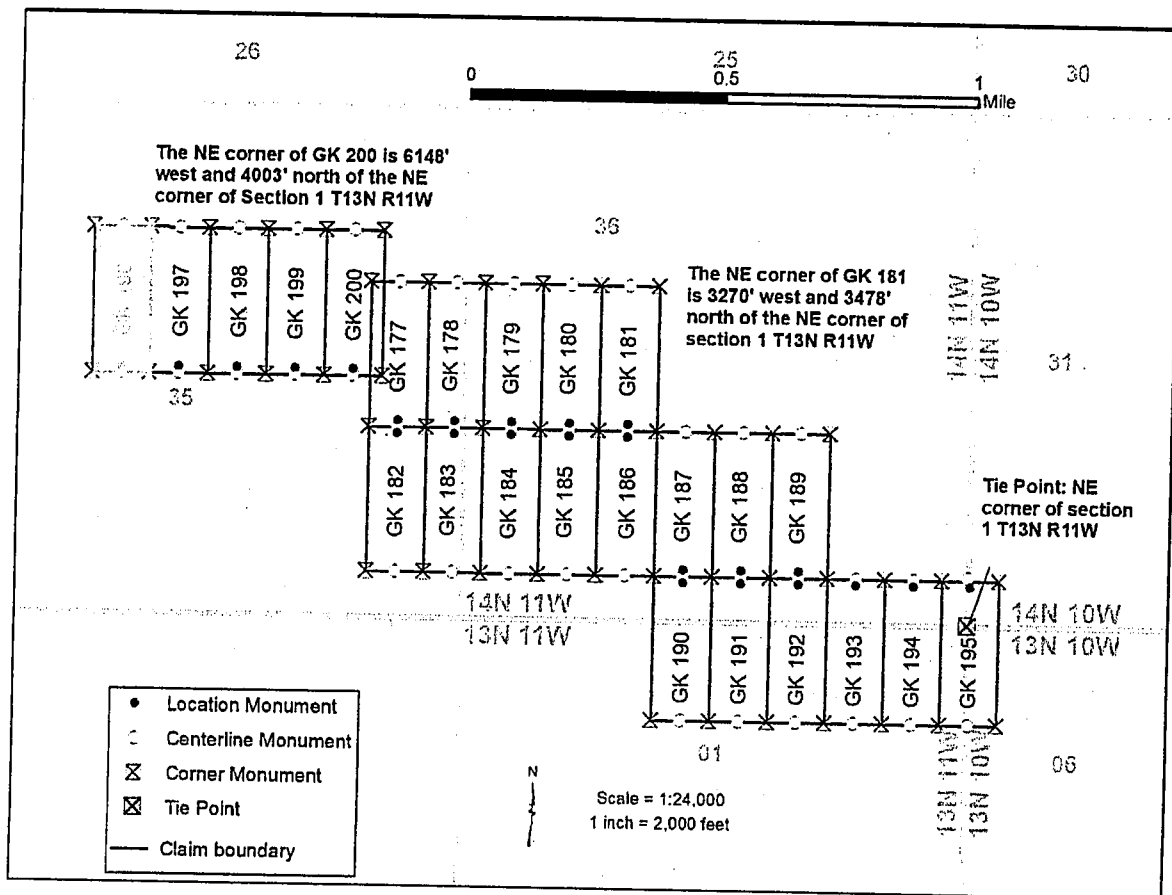 26
25
30
0
0.5
1
Mile
The NE corner of GK 200 is 6148'
west and 4003' north of the NE
corner of Section 1 T13N R11W
36
The NE corner of GK 181
is 3270' west and 3478'
north of the NE corner of
section 1 T13N R11W
14N 11W
14N 10W
31
GK 197
GK 198
GK 199
GK 200
GK 177
GK 178
GK 179
GK 180
GK 181
35
GK 182
GK 183
GK 184
GK 185
GK 186
GK 187
GK 188
GK 189
Tie Point: NE
corner of section
1 T13N R11W
14N 11W
13N 11W
14N 10W
13N 10W
GK 190
GK 191
GK 192
GK 193
GK 194
GK 195
01
06
13N 11W
13N 10W
Location Monument
Centerline Monument
Corner Monument
Tie Point
Claim boundary
N
Scale = 1:24,000
1 inch = 2,000 feet